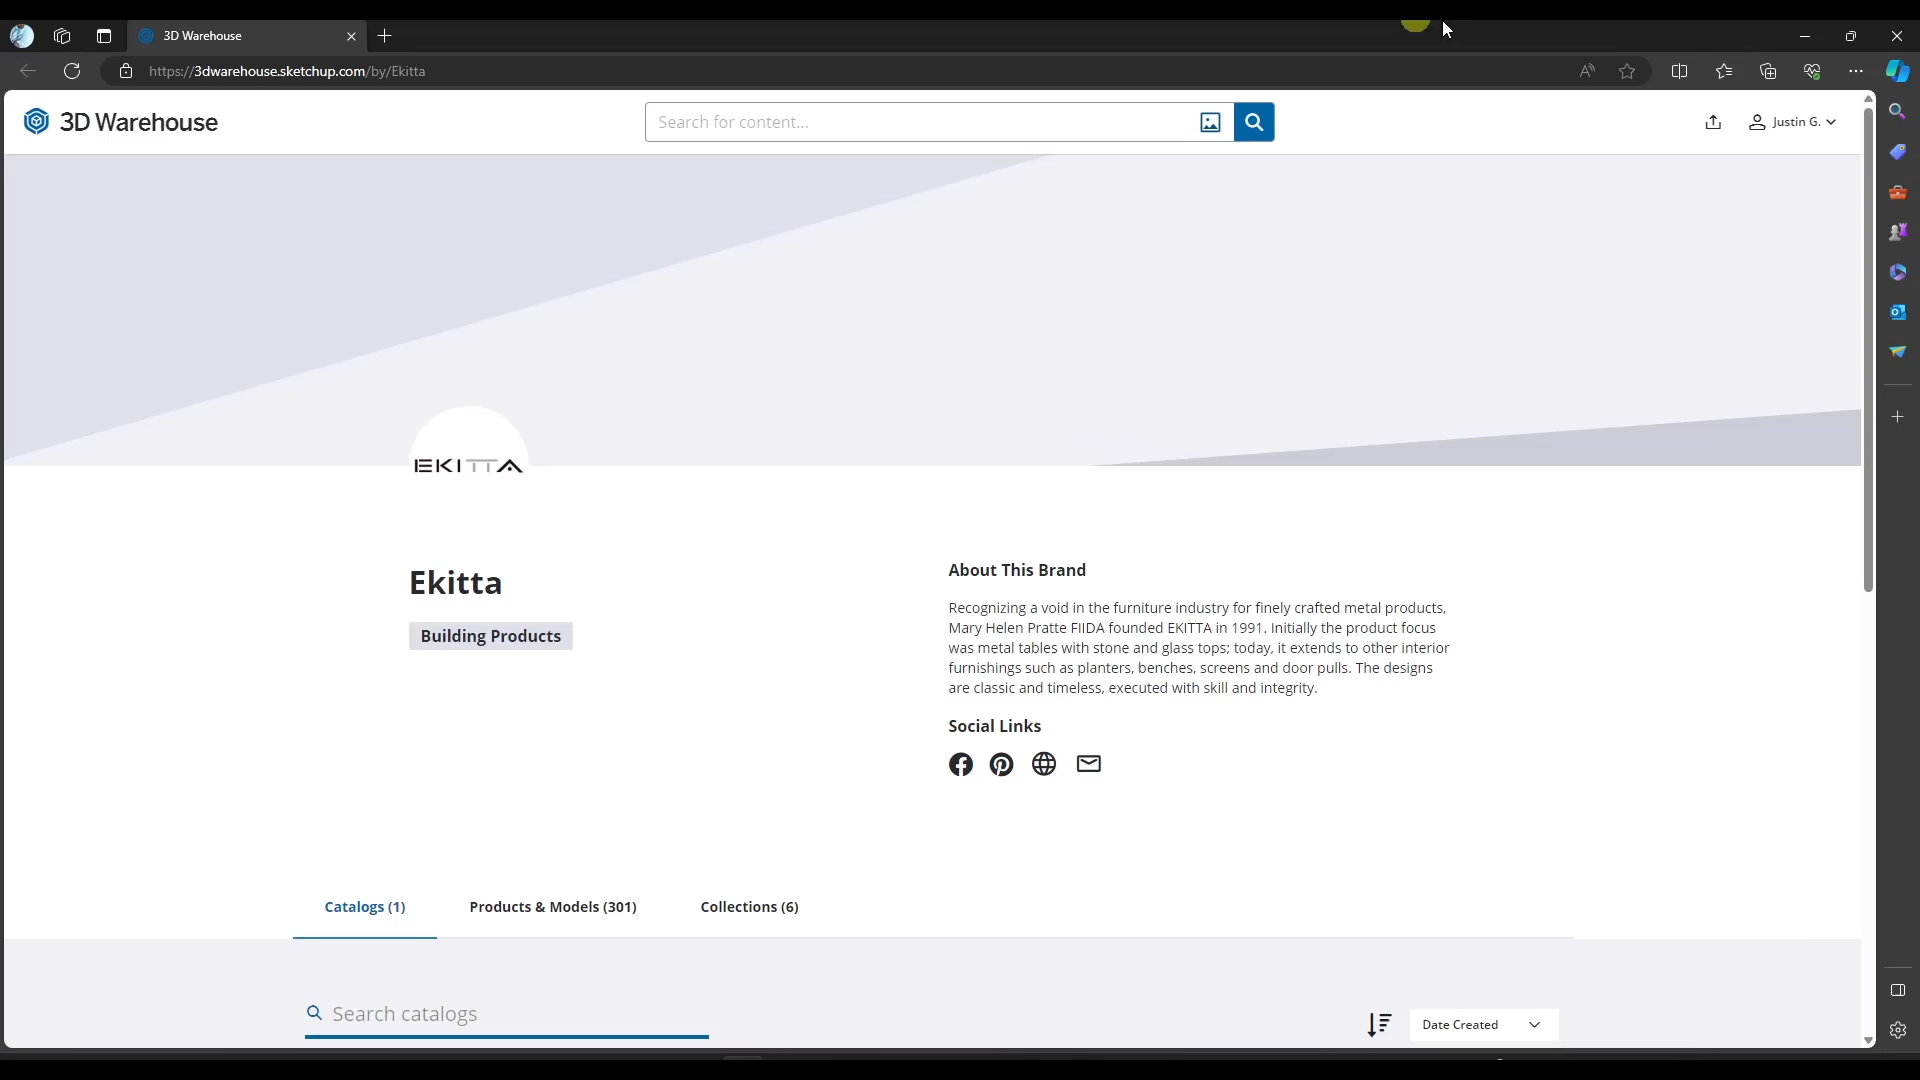 3D Warehouse
https://3dwarehouse.sketchup.com/by/Ekitta
3D Warehouse
Search for content...
Justin G.
EKITTA
Ekitta
Building Products
About This Brand
Recognizing a void in the furniture industry for finely crafted metal products,
Mary Helen Pratte FIIDA founded EKITTA in 1991. Initially the product focus
was metal tables with stone and glass tops; today, it extends to other interior
furnishings such as planters, benches, screens and door pulls. The designs
are classic and timeless, executed with skill and integrity.
Social Links
Catalogs (1)
Products & Models (301)
Collections (6)
Search catalogs
Date Created